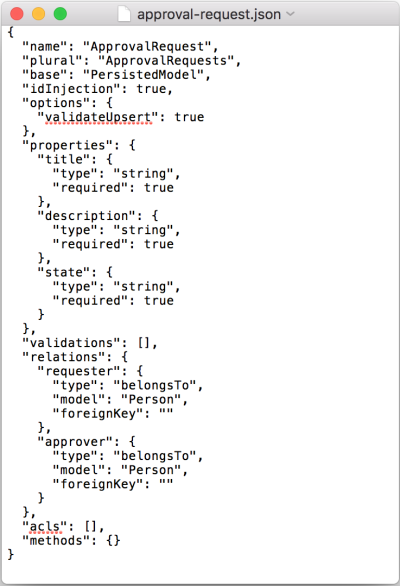 approval-request.json
{
  "name": "ApprovalRequest",
  "plural": "ApprovalRequests",
  "base": "PersistedModel",
  "idInjection": true,
  "options": {
    "validateUpsert": true
  },
  "properties": {
    "title": {
      "type": "string",
      "required": true
    },
    "description": {
      "type": "string",
      "required": true
    },
    "state": {
      "type": "string",
      "required": true
    }
  },
  "validations": [],
  "relations": {
    "requester": {
      "type": "belongsTo",
      "model": "Person",
      "foreignKey": ""
    },
    "approver": {
      "type": "belongsTo",
      "model": "Person",
      "foreignKey": ""
    }
  },
  "acls": [],
  "methods": {}
}